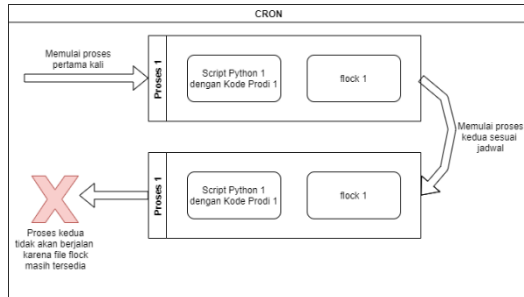 CRON
Memulai proses
pertama kali
Proses 1
Script Python 1
dengan Kode Prodi 1
flock 1
Memulai proses
kedua sesuai
jadwal
Proses 1
Script Python 1
dengan Kode Prodi 1
flock 1
Proses kedua
tidak akan berjalan
karena file flock
masih tersedia